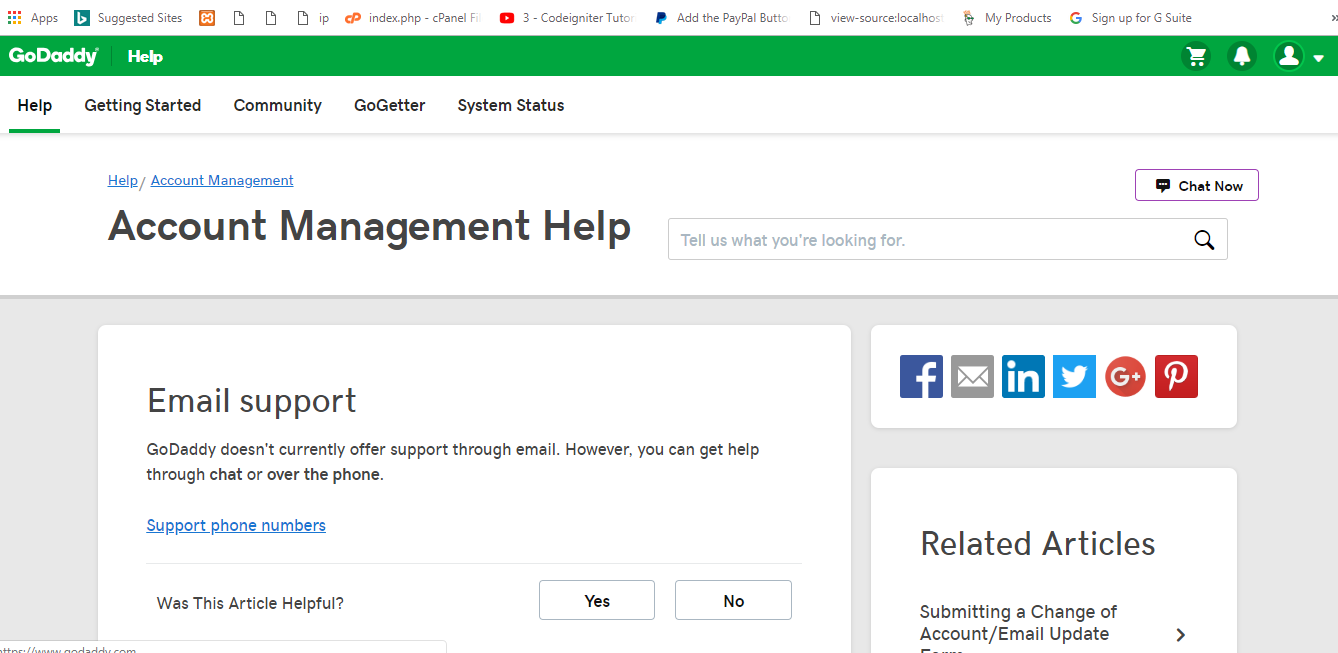 Apps Suggested Sites ip index.php - cPanel Fil 3 - Codeigniter Tutor Add the PayPal Butto view-source:localhost My Products Sign up for G Suite »
GoDaddy Help
Help Getting Started Community GoGetter System Status
Help / Account Management
Chat Now
Account Management Help
Tell us what you're looking for.
Email support
GoDaddy doesn't currently offer support through email. However, you can get help
through chat or over the phone.
Support phone numbers
Was This Article Helpful? Yes No
Related Articles
Submitting a Change of
Account/Email Update
Form
https://www.godaddy.com